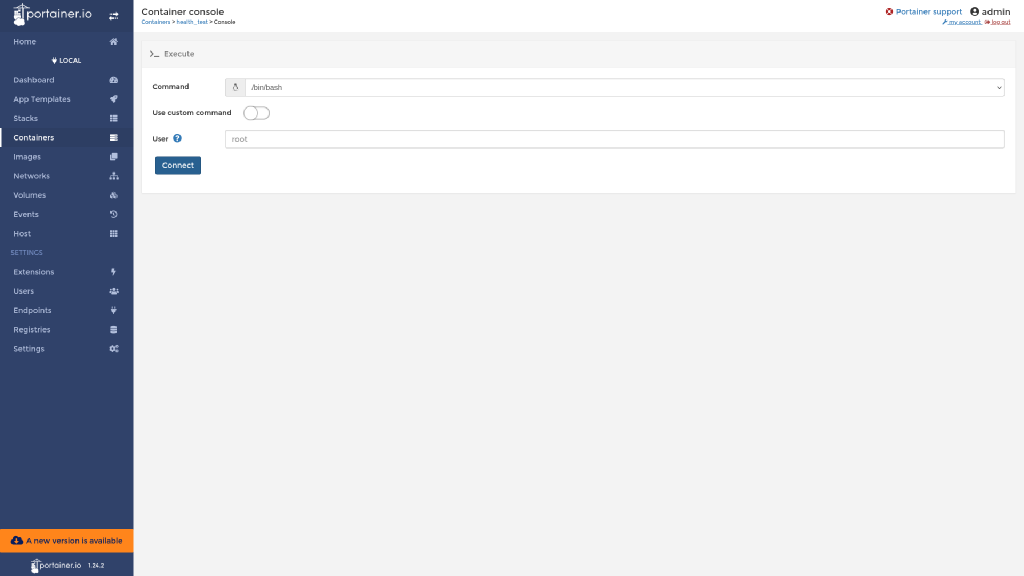 portainer.io
Home
LOCAL
Dashboard
App Templates
Stacks
Containers
Images
Networks
Volumes
Events
Host
SETTINGS
Extensions
Users
Endpoints
Registries
Settings
A new version is available
portainer.io 1.24.2
Container console
Containers > health_test > Console
Portainer support admin
my account log out
>_ Execute
Command /bin/bash
Use custom command
User ? root
Connect